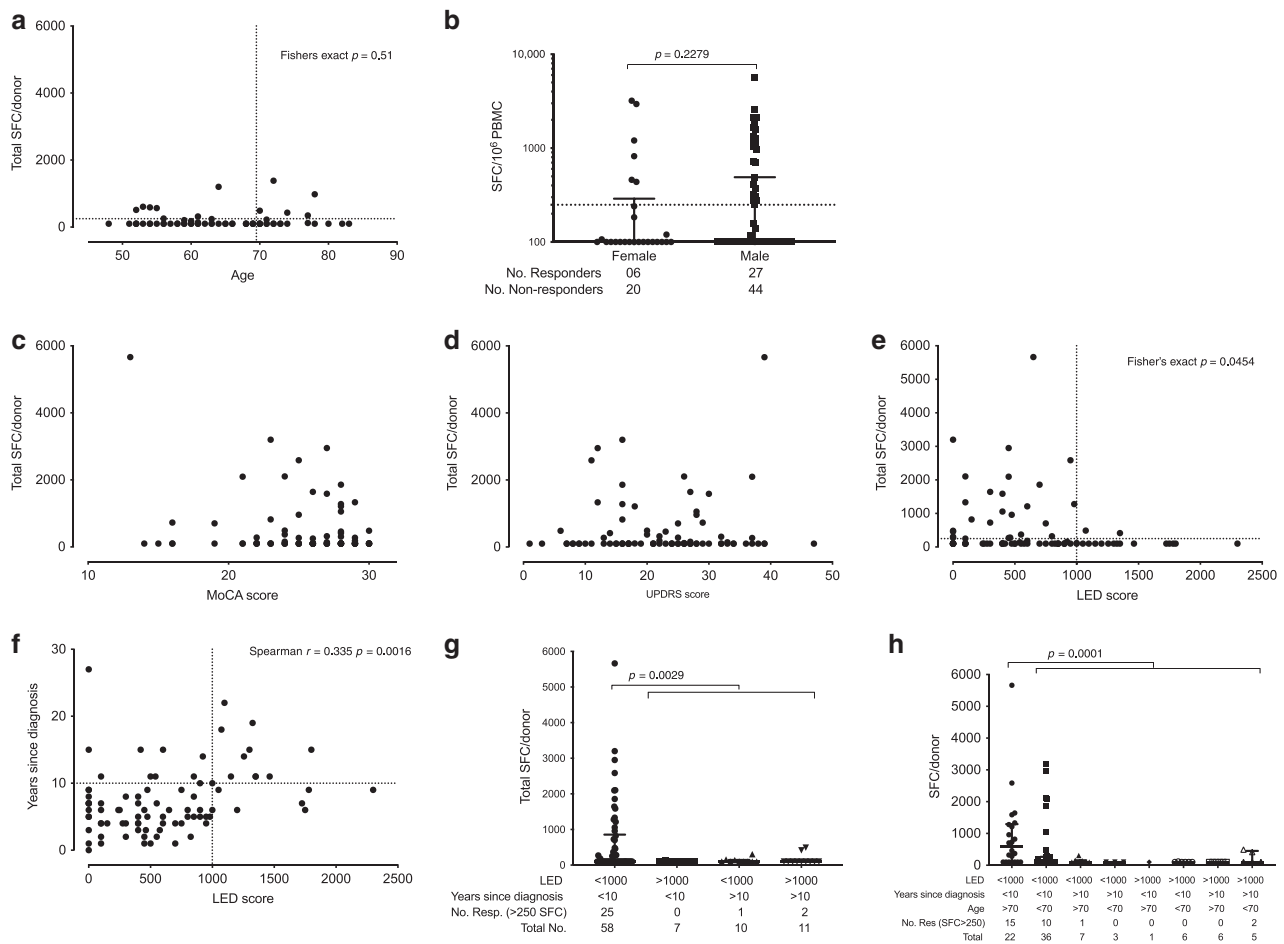 a
6000
4000
2000
0
Total SFC/donor
Fishers exact p = 0.51
50 60 70 80 90
Age
b
10,000
1000
100
SFC/10⁶ PBMC
p = 0.2279
Female Male
No. Responders 06 27
No. Non-responders 20 44
c
6000
4000
2000
0
Total SFC/donor
10 20 30
MoCA score
d
6000
4000
2000
0
Total SFC/donor
0 10 20 30 40 50
UPDRS score
e
6000
5000
4000
3000
2000
1000
0
Total SFC/donor
Fisher's exact p = 0.0454
0 500 1000 1500 2000 2500
LED score
f
30
20
10
0
Years since diagnosis
Spearman r = 0.335 p = 0.0016
0 500 1000 1500 2000 2500
LED score
g
6000
5000
4000
3000
2000
1000
0
Total SFC/donor
p = 0.0029
LED <1000 >1000 <1000 >1000
Years since diagnosis <10 <10 >10 >10
No. Resp. (>250 SFC) 25 0 1 2
Total No. 58 7 10 11
h
6000
5000
4000
3000
2000
1000
0
SFC/donor
p = 0.0001
LED <1000 <1000 <1000 >1000 >1000 <1000 >1000 >1000
Years since diagnosis <10 <10 >10 <10 >10 <10 >10 >10
Age >70 <70 >70 <70 >70 <70 <70 <70
No. Res (SFC>250) 15 10 1 0 0 0 0 2
Total 22 36 7 3 1 6 6 5